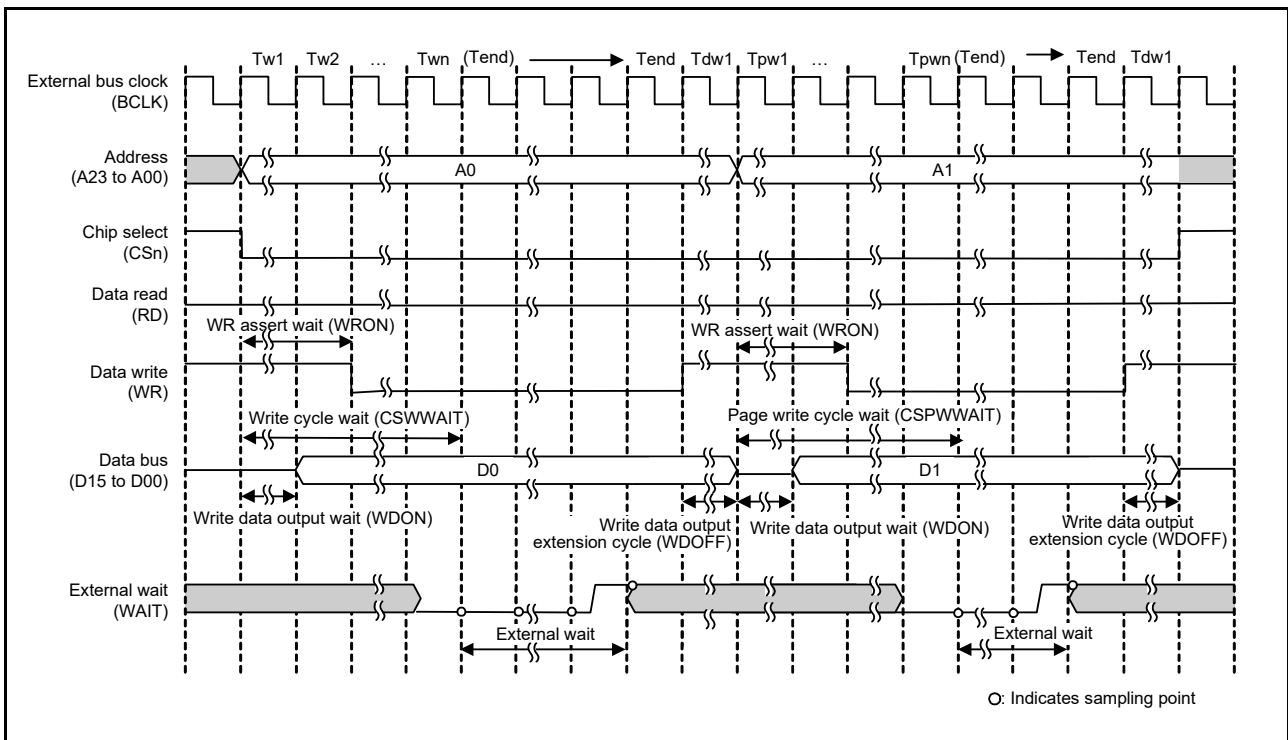 Tw1 Tw2 … Twn (Tend) Tend Tdw1 Tpw1 … Tpwn (Tend) Tend Tdw1
External bus clock
(BCLK)
Address
(A23 to A00)
A0 A1
Chip select
(CSn)
Data read
(RD)
WR assert wait (WRON) WR assert wait (WRON)
Data write
(WR)
Write cycle wait (CSWWAIT) Page write cycle wait (CSPWWAIT)
Data bus
(D15 to D00)
D0 D1
Write data output wait (WDON)
Write data output
extension cycle (WDOFF)
Write data output wait (WDON)
Write data output
extension cycle (WDOFF)
External wait
(WAIT)
External wait External wait
: Indicates sampling point